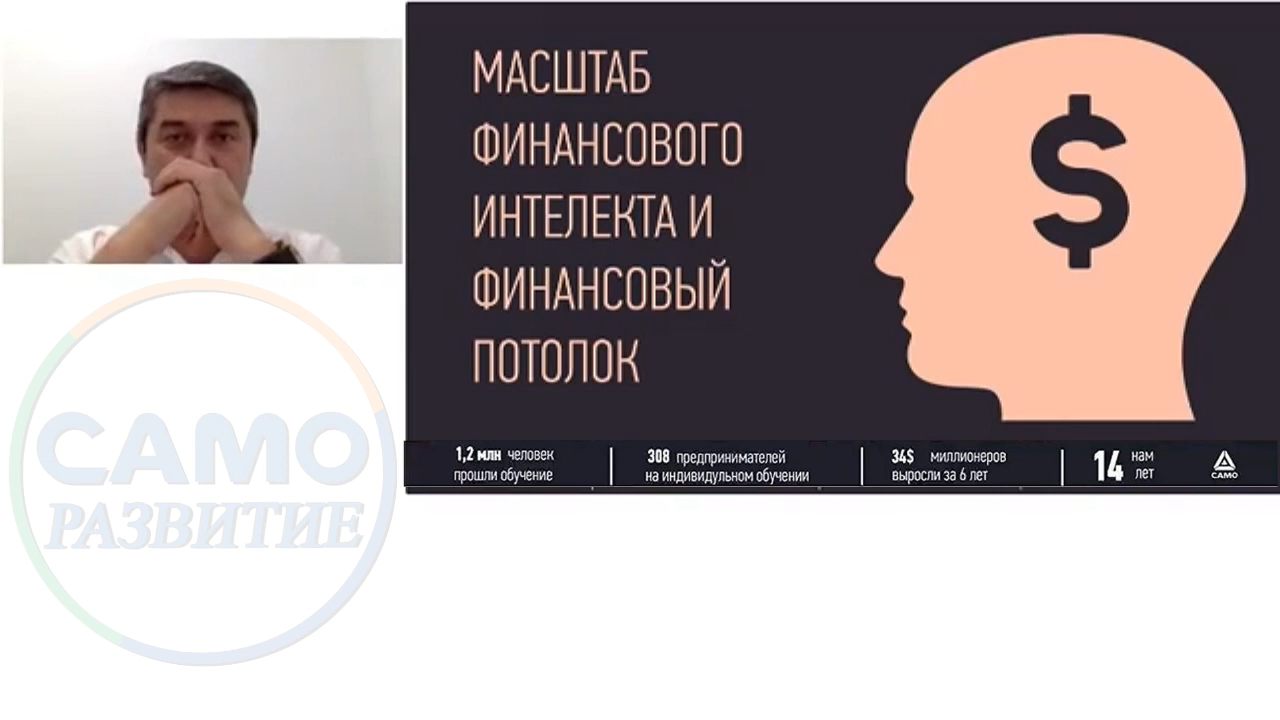 МАСШТАБ
ФИНАНСОВОГО
ИНТЕЛЕКТА И
ФИНАНСОВЫЙ
ПОТОЛОК
$
1,2 млн человек
прошли обучение
308 предпринимателей
на индивидульном обучении
34$ миллионеров
выросли за 6 лет
14 нам
лет
САМО
САМО
РАЗВИТИЕ